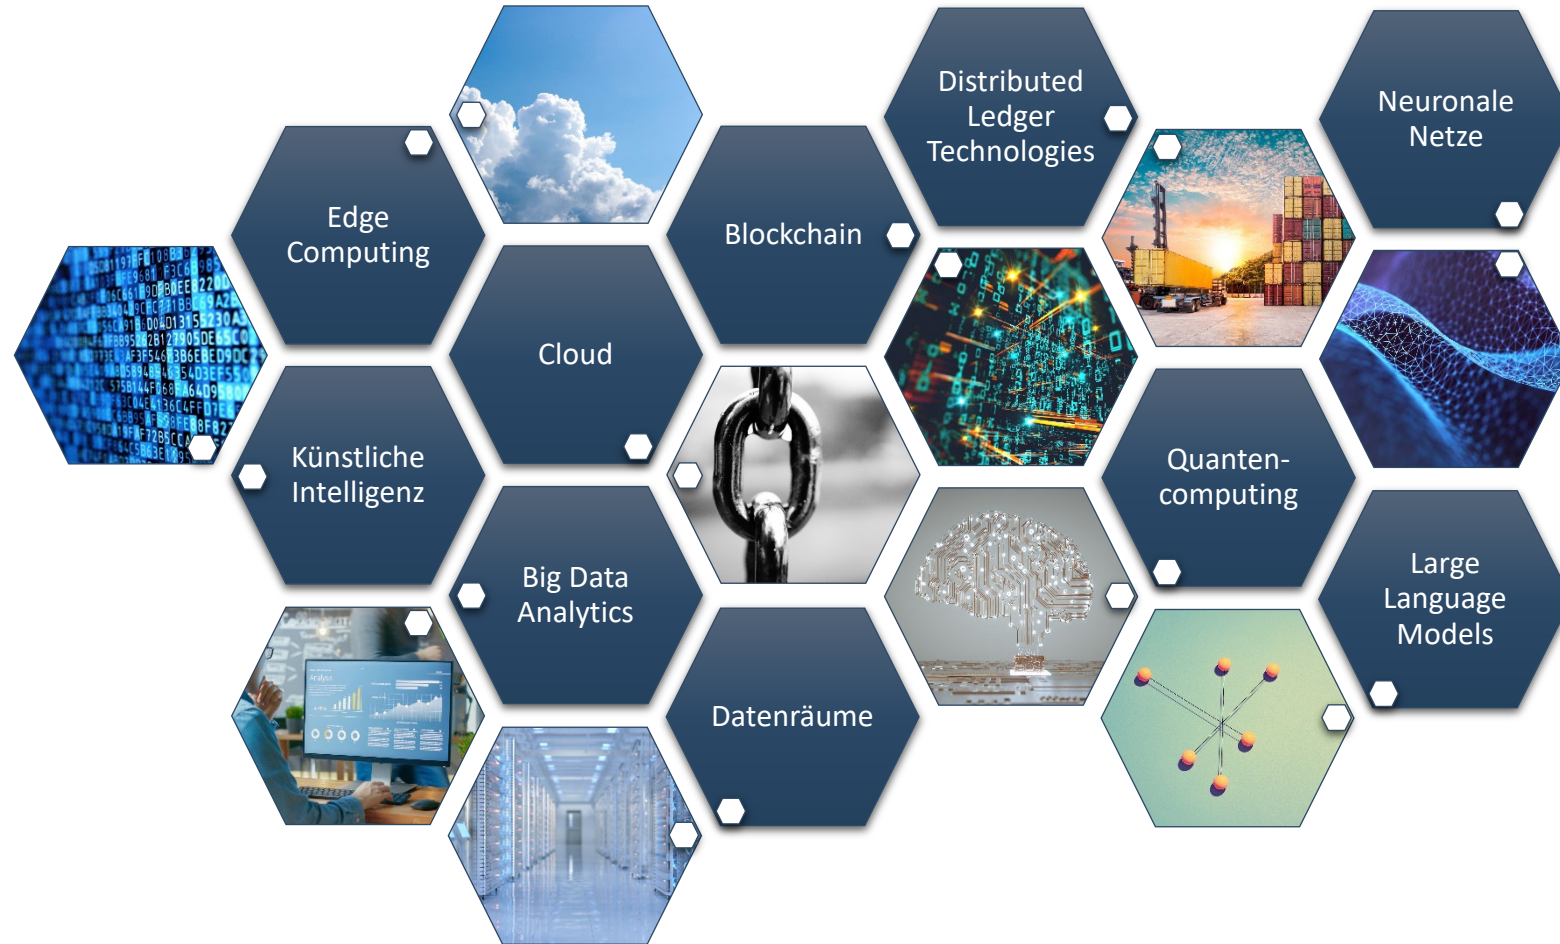 Edge
Computing
Cloud
Künstliche
Intelligenz
Big Data
Analytics
Blockchain
Datenräume
Distributed
Ledger
Technologies
Quanten-
computing
Neuronale
Netze
Large
Language
Models
Analysis